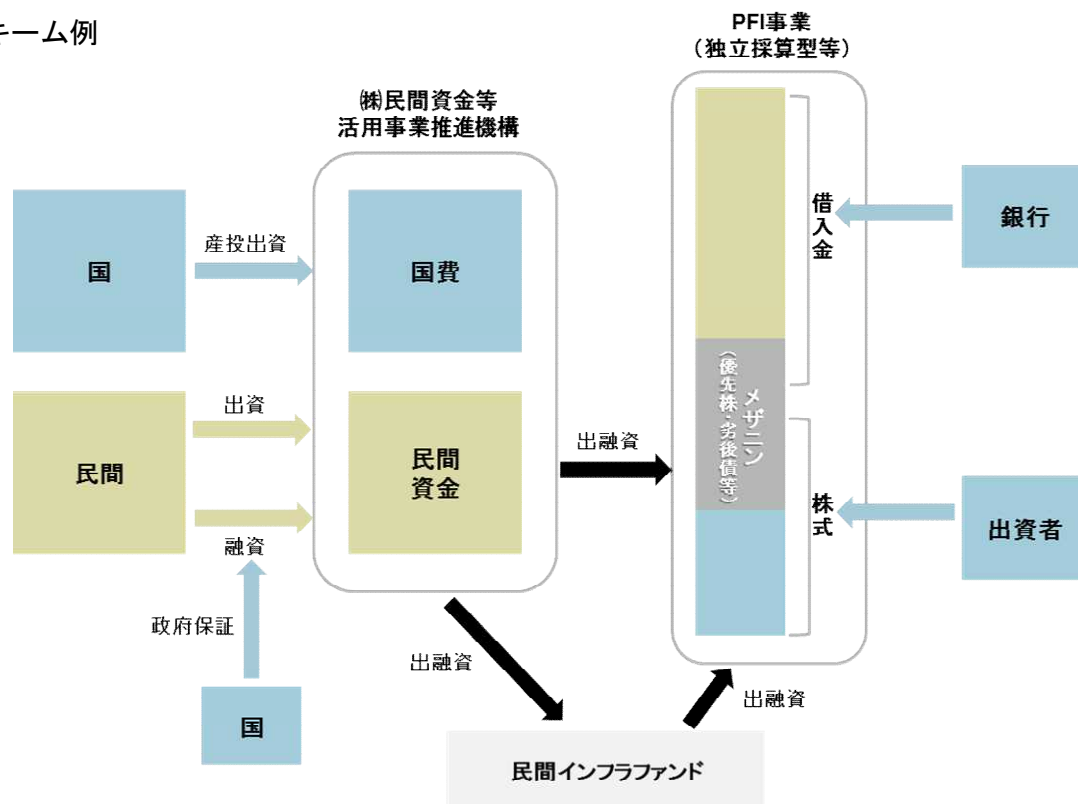 キーム例
PFI事業
（独立採算型等）
㈱民間資金等
活用事業推進機構
国
産投出資
国費
借入金
銀行
民間
出資
融資
民間
資金
出融資
メザニン
（優先株・劣後債等）
株式
出資者
政府保証
国
出融資
出融資
民間インフラファンド